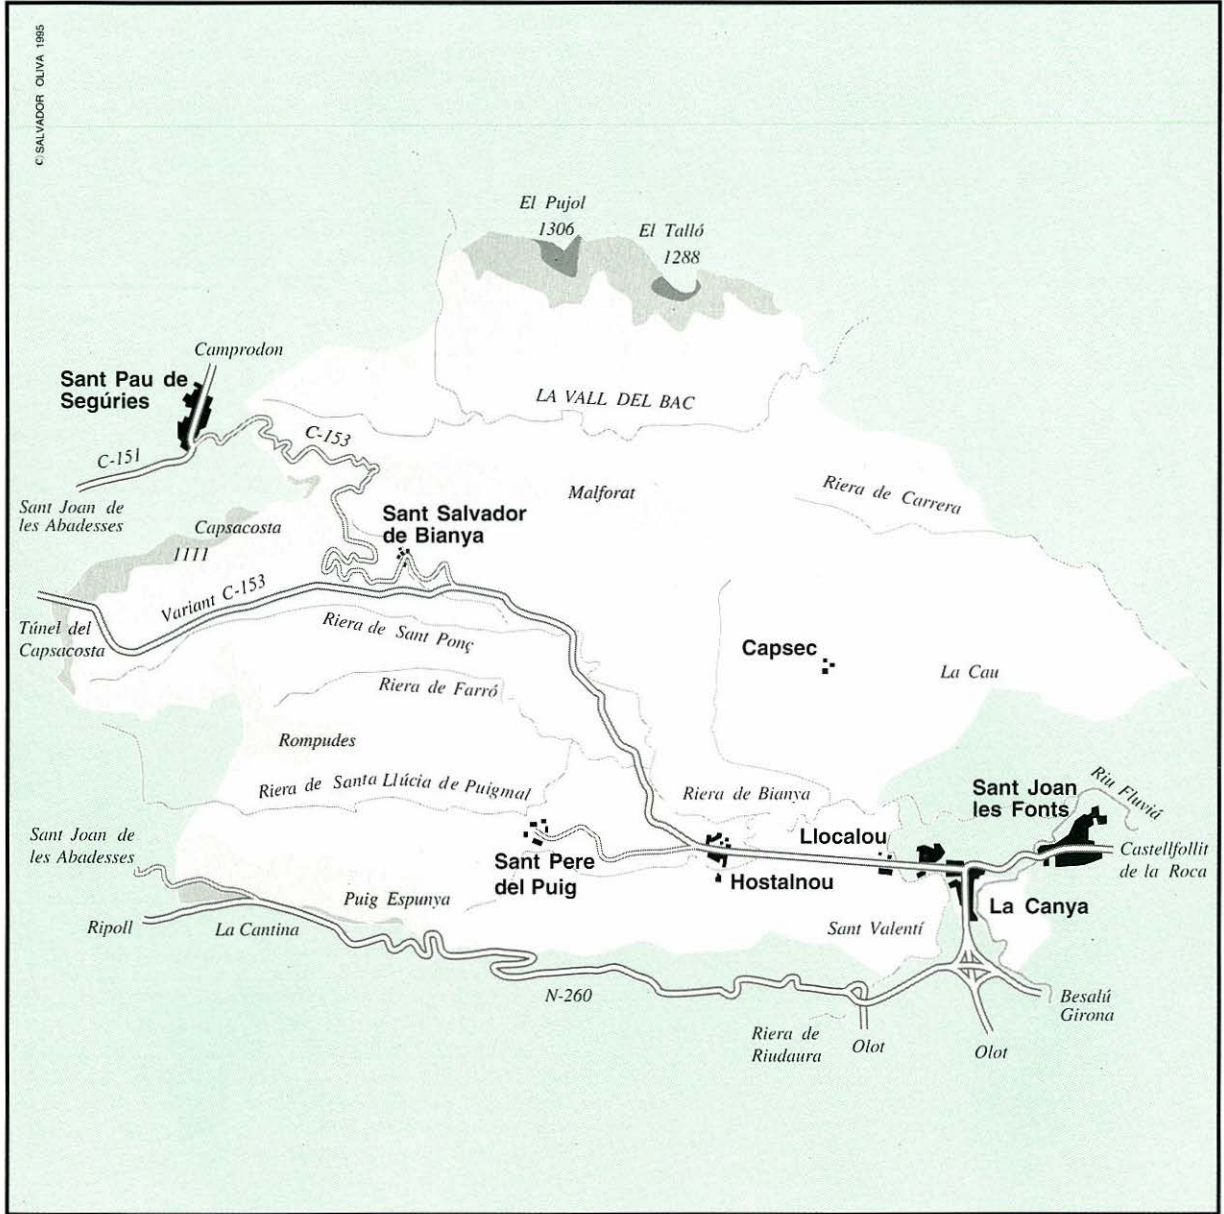 ©SALVADOR OLIVA 1995
El Pujol
1306
El Talló
1288
Camprodon
Sant Pau de
Segúries
LA VALL DEL BAC
C-153
C-151
Sant Joan de
les Abadesses
Malforat
Riera de Carrera
Capsacosta
1111
Sant Salvador
de Bianya
Variant C-153
Túnel del
Capsacosta
Riera de Sant Ponç
Capsec
La Cau
Riera de Farró
Rompudes
Riera de Santa Llúcia de Puigmal
Riera de Bianya
Sant Joan
les Fonts
Riu Fluviá
Sant Joan de
les Abadesses
Llocalou
Castellfollit
de la Roca
Sant Pere
del Puig
Hostalnou
Puig Espunya
La Canya
Ripoll
La Cantina
Sant Valentí
N-260
Besalú
Girona
Riera de
Riudaura
Olot
Olot